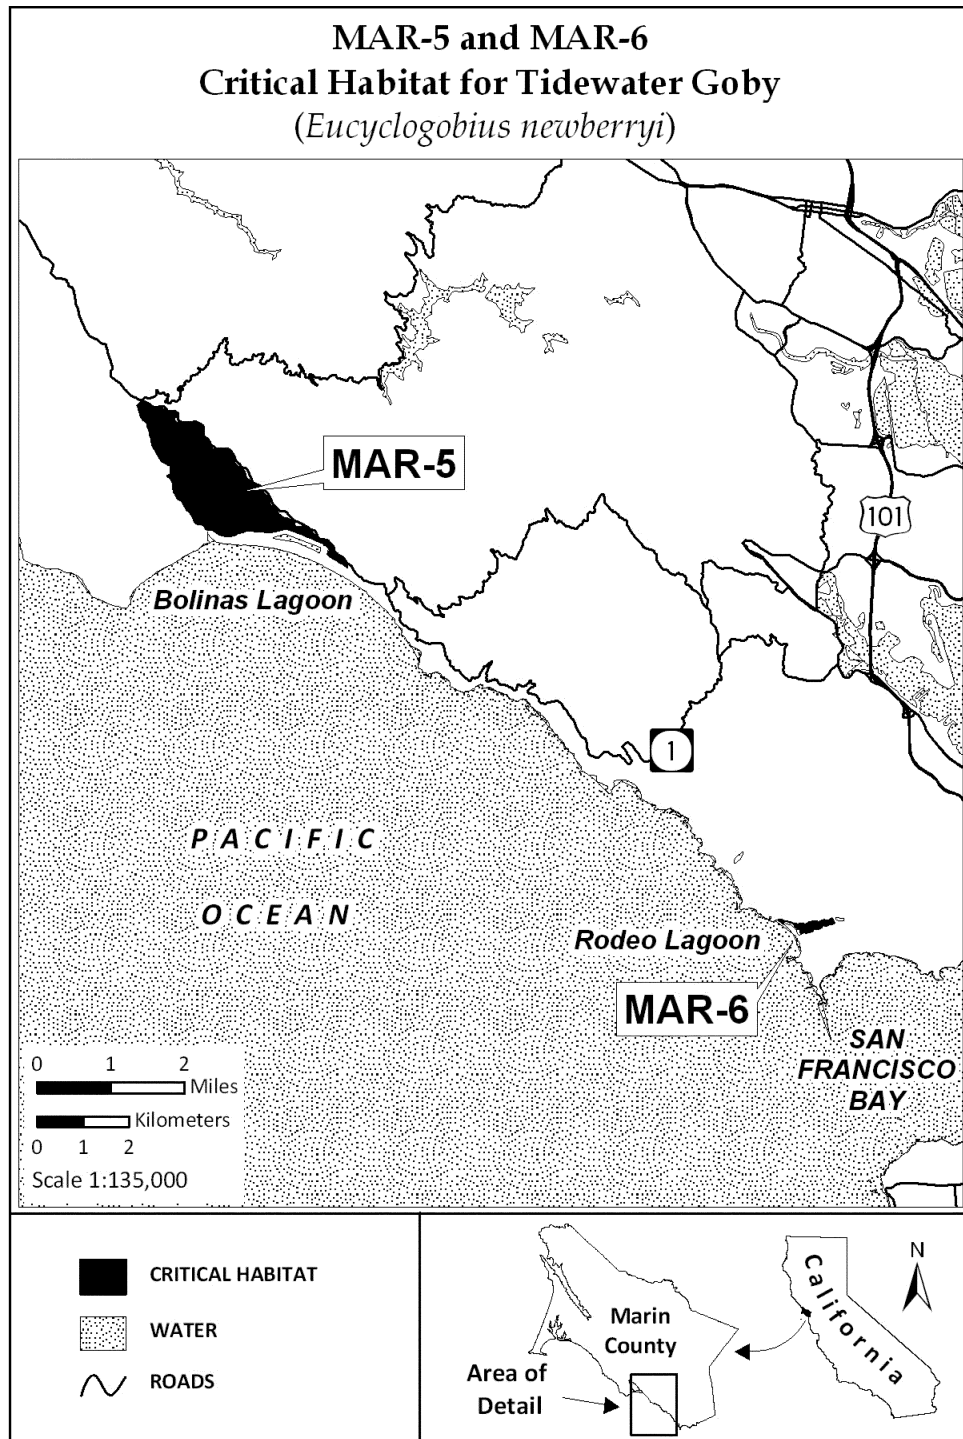 MAR-5 and MAR-6
Critical Habitat for Tidewater Goby
(Eucyclogobius newberryi)
MAR-5
101
Bolinas Lagoon
1
PACIFIC
OCEAN
Rodeo Lagoon
MAR-6
SAN
FRANCISCO
BAY
0 1 2
Miles
Kilometers
0 1 2
Scale 1:135,000
CRITICAL HABITAT
WATER
ROADS
Marin
County
Area of
Detail
California
N